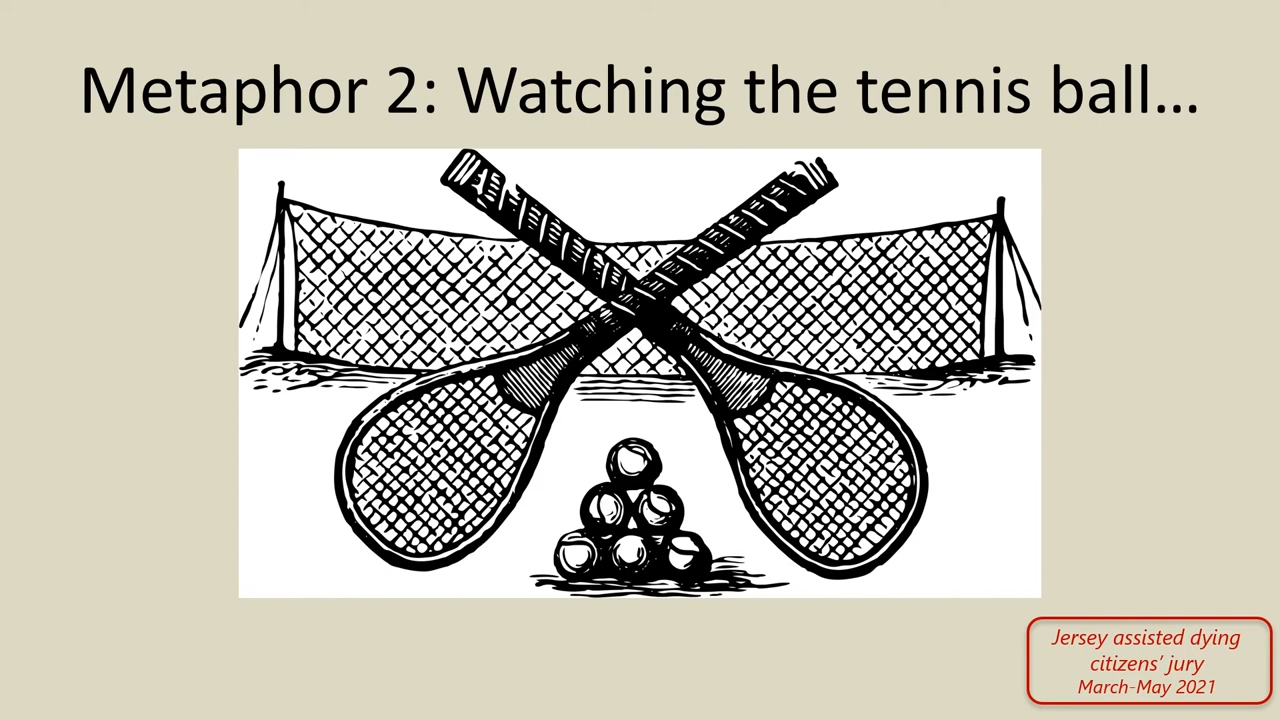 Metaphor 2: Watching the tennis ball…
Jersey assisted dying
citizens’ jury
March-May 2021